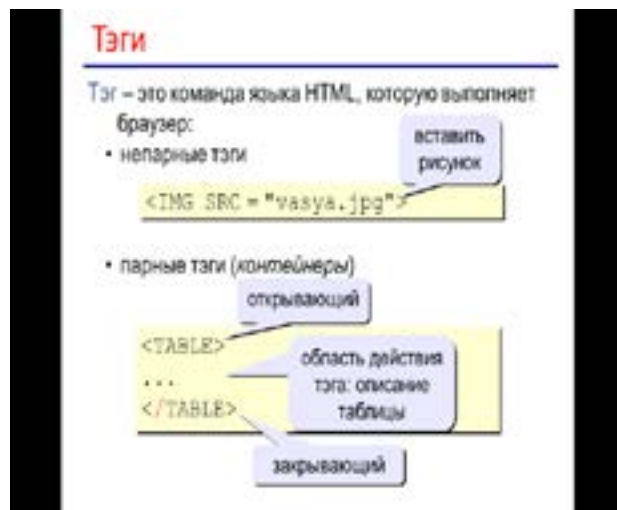 Тэги
Тэг – это команда языка HTML, которую выполняет
браузер:
• непарные тэги
вставить
рисунок
<IMG SRC = "vasya.jpg">
• парные тэги (контейнеры)
открывающий
<TABLE>
...
</TABLE>
область действия
тэга: описание
таблицы
закрывающий